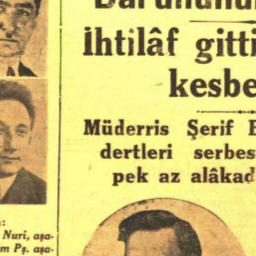 İhtilâf gitti
kesbe
Müderris Şerif
dertleri serbes
pek az alâkad
Nuri, aşa-
m Pş. aşa-